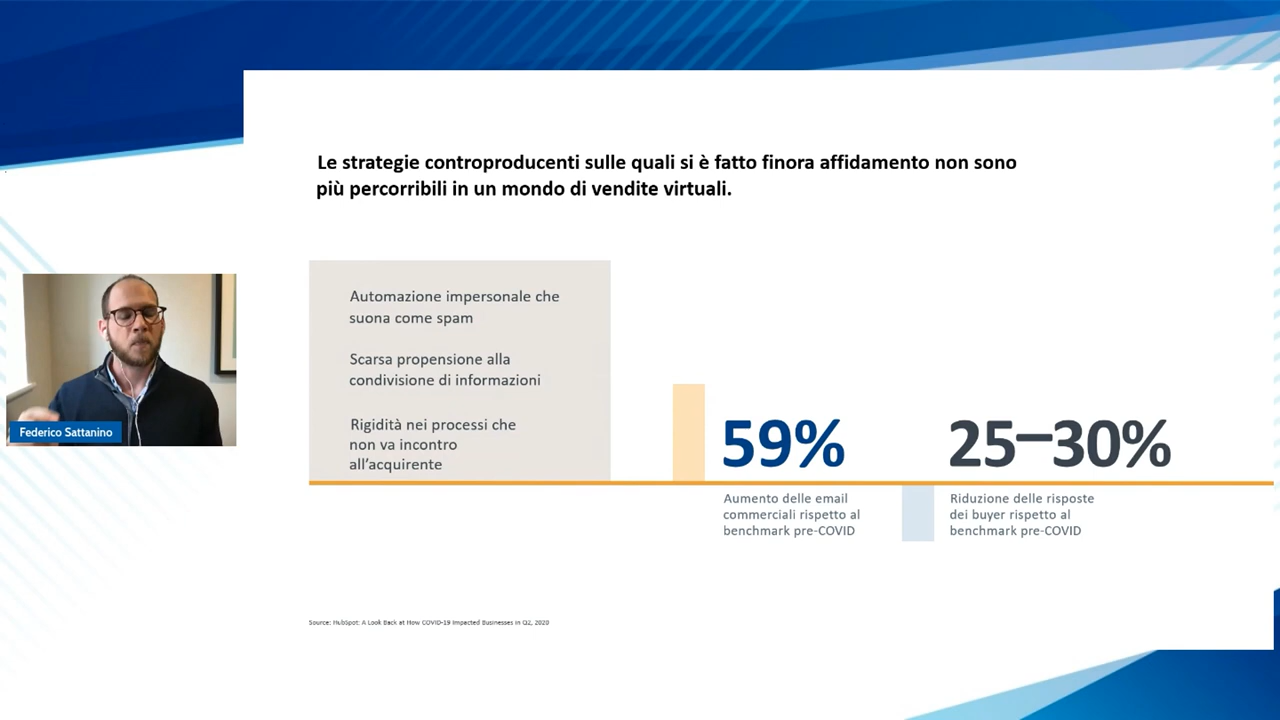 Le strategie controproducenti sulle quali si è fatto finora affidamento non sono
più percorribili in un mondo di vendite virtuali.
Automazione impersonale che
suona come spam
Scarsa propensione alla
condivisione di informazioni
Rigidità nei processi che
non va incontro
all’acquirente
59%
Aumento delle email
commerciali rispetto al
benchmark pre-COVID
25–30%
Riduzione delle risposte
dei buyer rispetto al
benchmark pre-COVID
Federico Sattanino
Source: HubSpot: A Look Back at How COVID-19 Impacted Businesses in Q2, 2020